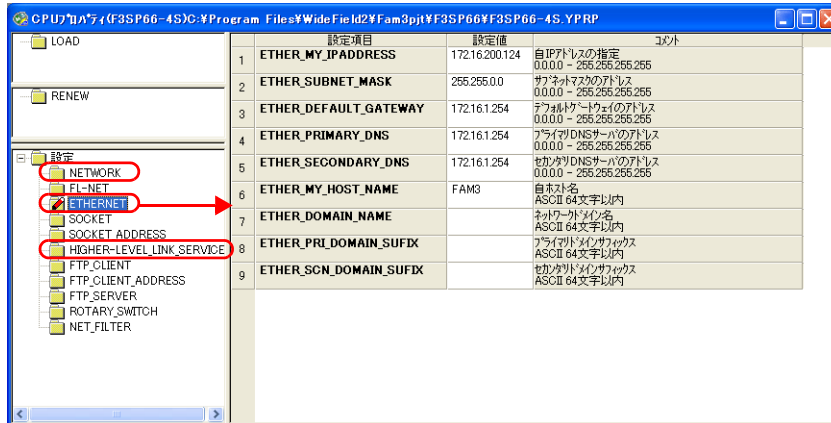 CPUﾌﾟﾛﾊﾟﾃｨ(F3SP66-4S)C:¥Program Files¥WideField2¥Fam3pjt¥F3SP66¥F3SP66-4S.YPRP
LOAD
RENEW
設定
NETWORK
FL-NET
ETHERNET
SOCKET
SOCKET ADDRESS
HIGHER-LEVEL_LINK_SERVICE
FTP_CLIENT
FTP_CLIENT_ADDRESS
FTP_SERVER
ROTARY_SWITCH
NET_FILTER
設定項目 設定値 ｺﾒﾝﾄ
1 ETHER_MY_IPADDRESS 172.16.200.124 自IPｱﾄﾞﾚｽの指定
0.0.0.0 - 255.255.255.255
2 ETHER_SUBNET_MASK 255.255.0.0 ｻﾌﾞﾈｯﾄﾏｽｸのｱﾄﾞﾚｽ
0.0.0.0 - 255.255.255.255
3 ETHER_DEFAULT_GATEWAY 172.16.1.254 ﾃﾞﾌｫﾙﾄｹﾞｰﾄｳｪｲのｱﾄﾞﾚｽ
0.0.0.0 - 255.255.255.255
4 ETHER_PRIMARY_DNS 172.16.1.254 ﾌﾟﾗｲﾏﾘDNSｻｰﾊﾞのｱﾄﾞﾚｽ
0.0.0.0 - 255.255.255.255
5 ETHER_SECONDARY_DNS 172.16.1.254 ｾｶﾝﾀﾞﾘDNSｻｰﾊﾞのｱﾄﾞﾚｽ
0.0.0.0 - 255.255.255.255
6 ETHER_MY_HOST_NAME FAM3 自ﾎｽﾄ名
ASCII 64文字以内
7 ETHER_DOMAIN_NAME ﾈｯﾄﾜｰｸﾄﾞﾒｲﾝ名
ASCII 64文字以内
8 ETHER_PRI_DOMAIN_SUFIX ﾌﾟﾗｲﾏﾘﾄﾞﾒｲﾝｻﾌｨｯｸｽ
ASCII 64文字以内
9 ETHER_SCN_DOMAIN_SUFIX ｾｶﾝﾀﾞﾘﾄﾞﾒｲﾝｻﾌｨｯｸｽ
ASCII 64文字以内